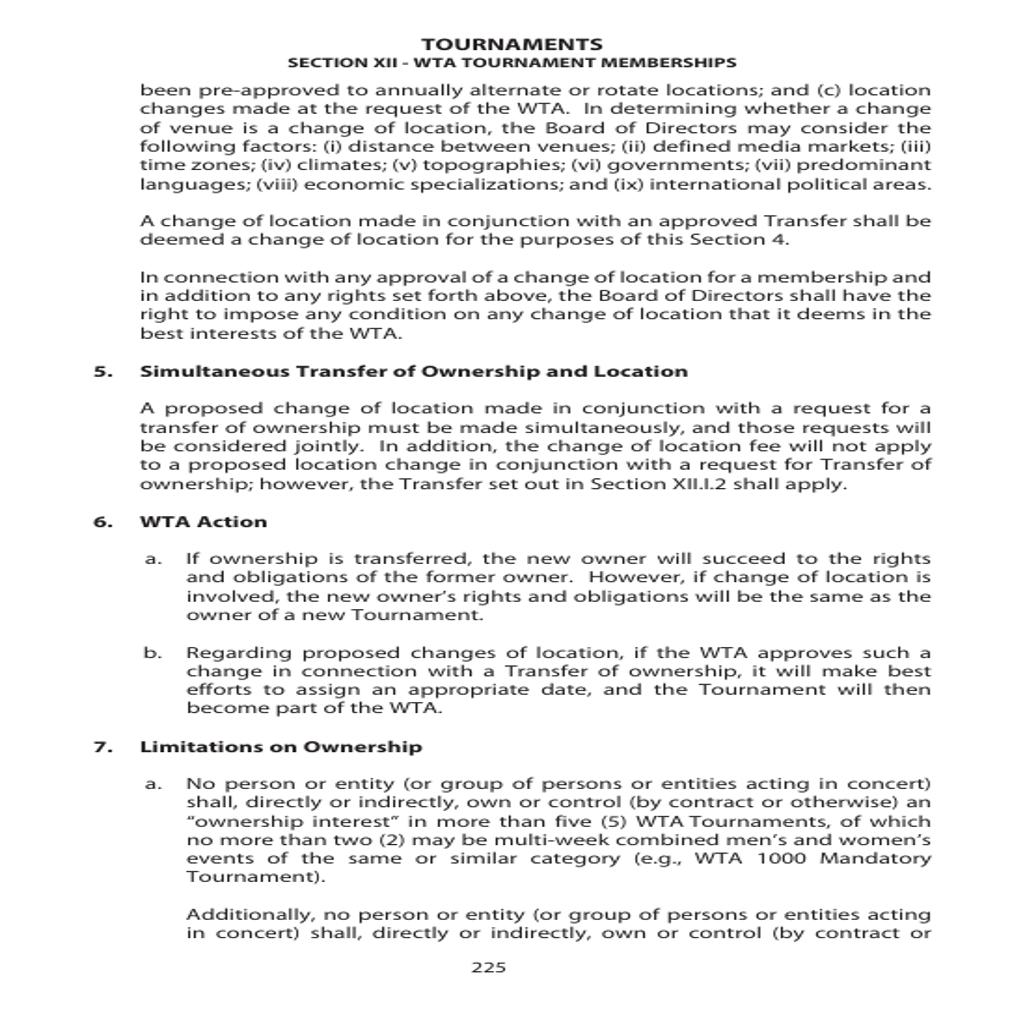 TOURNAMENTS
SECTION XII - WTA TOURNAMENT MEMBERSHIPS
been pre-approved to annually alternate or rotate locations; and (c) location
changes made at the request of the WTA.  In determining whether a change
of venue is a change of location, the Board of Directors may consider the
following factors: (i) distance between venues; (ii) defined media markets; (iii)
time zones; (iv) climates; (v) topographies; (vi) governments; (vii) predominant
languages; (viii) economic specializations; and (ix) international political areas.
A change of location made in conjunction with an approved Transfer shall be
deemed a change of location for the purposes of this Section 4.
In connection with any approval of a change of location for a membership and
in addition to any rights set forth above, the Board of Directors shall have the
right to impose any condition on any change of location that it deems in the
best interests of the WTA.
5. Simultaneous Transfer of Ownership and Location
A proposed change of location made in conjunction with a request for a
transfer of ownership must be made simultaneously, and those requests will
be considered jointly.  In addition, the change of location fee will not apply
to a proposed location change in conjunction with a request for Transfer of
ownership; however, the Transfer set out in Section XII.I.2 shall apply.
6. WTA Action
a. If ownership is transferred, the new owner will succeed to the rights
and obligations of the former owner.  However, if change of location is
involved, the new owner's rights and obligations will be the same as the
owner of a new Tournament.
b. Regarding proposed changes of location, if the WTA approves such a
change in connection with a Transfer of ownership, it will make best
efforts to assign an appropriate date, and the Tournament will then
become part of the WTA.
7. Limitations on Ownership
a. No person or entity (or group of persons or entities acting in concert)
shall, directly or indirectly, own or control (by contract or otherwise) an
"ownership interest" in more than five (5) WTA Tournaments, of which
no more than two (2) may be multi-week combined men's and women's
events of the same or similar category (e.g., WTA 1000 Mandatory
Tournament).
Additionally, no person or entity (or group of persons or entities acting
in concert) shall, directly or indirectly, own or control (by contract or
225